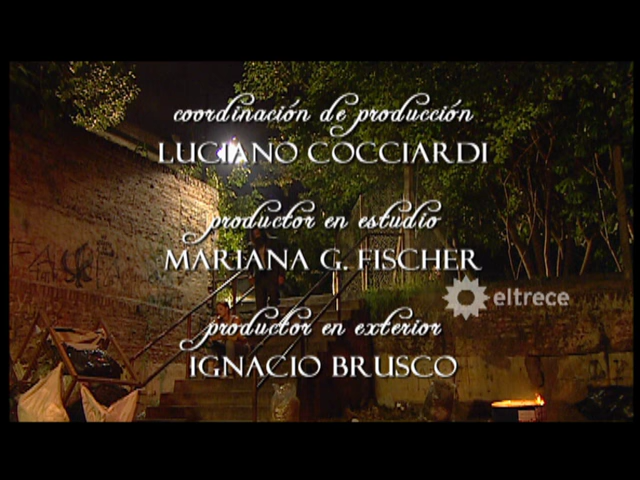 coordinación de producción
LUCIANO COCCIARDI
productor en estudio
MARIANA G. FISCHER
eltrece
productor en exterior
IGNACIO BRUSCO